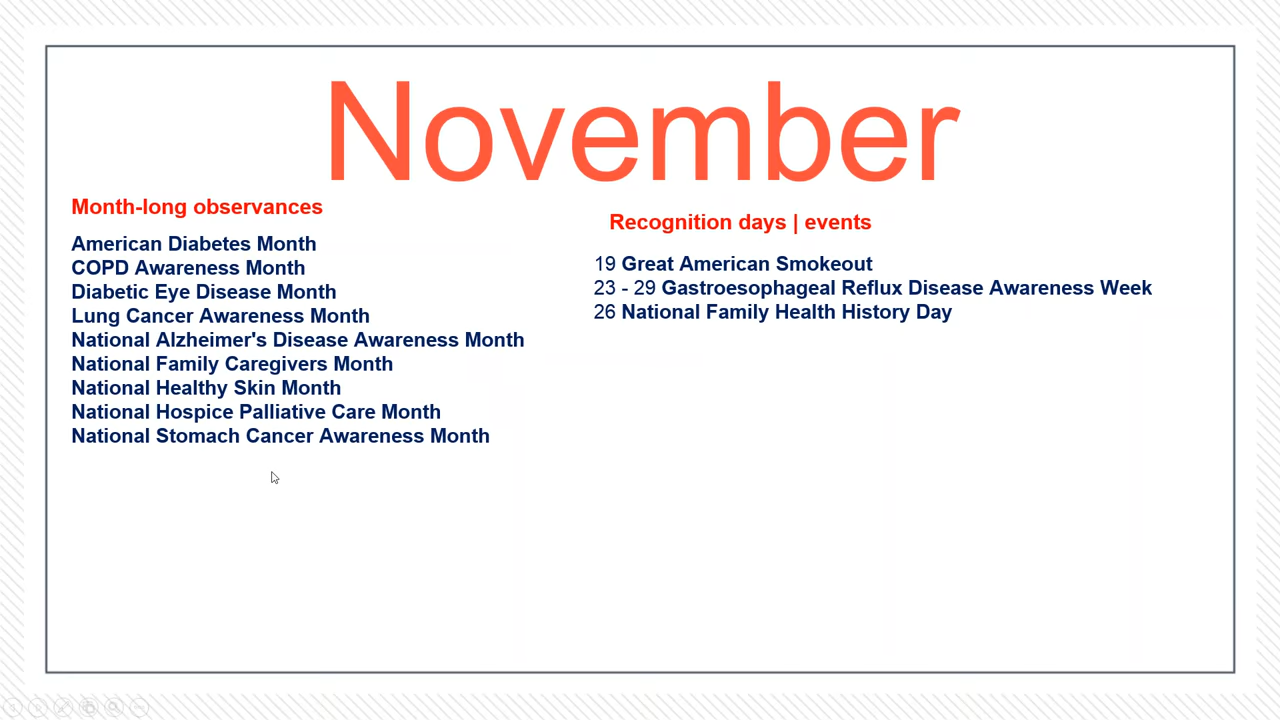 November
Month-long observances
American Diabetes Month
COPD Awareness Month
Diabetic Eye Disease Month
Lung Cancer Awareness Month
National Alzheimer's Disease Awareness Month
National Family Caregivers Month
National Healthy Skin Month
National Hospice Palliative Care Month
National Stomach Cancer Awareness Month
Recognition days | events
19 Great American Smokeout
23 - 29 Gastroesophageal Reflux Disease Awareness Week
26 National Family Health History Day